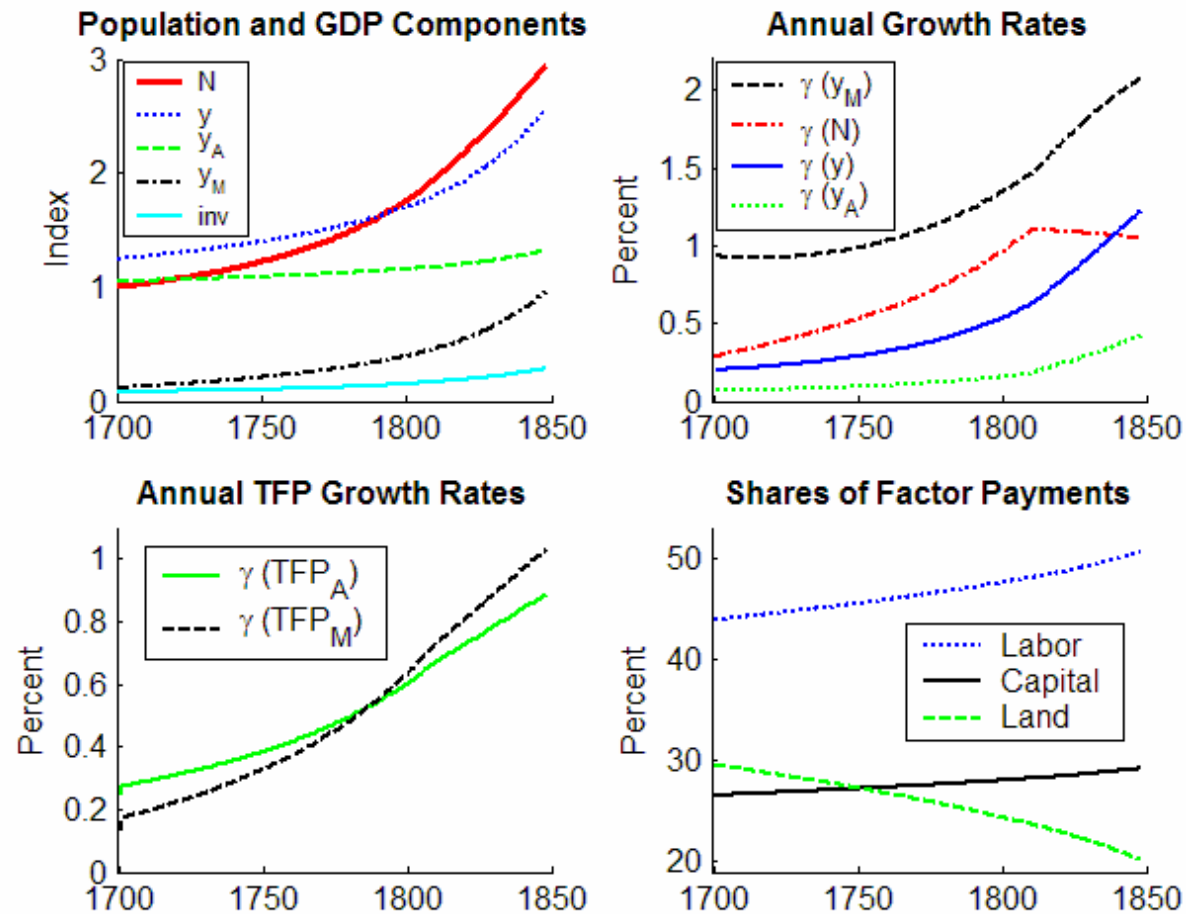 Population and GDP Components
Index
3
2
1
0
N
y
y_A
y_M
inv
1700 1750 1800 1850
Annual Growth Rates
Percent
2
1.5
1
0.5
0
γ (y_M)
γ (N)
γ (y)
γ (y_A)
1700 1750 1800 1850
Annual TFP Growth Rates
Percent
1
0.8
0.6
0.4
0.2
0
γ (TFP_A)
γ (TFP_M)
1700 1750 1800 1850
Shares of Factor Payments
Percent
50
40
30
20
Labor
Capital
Land
1700 1750 1800 1850